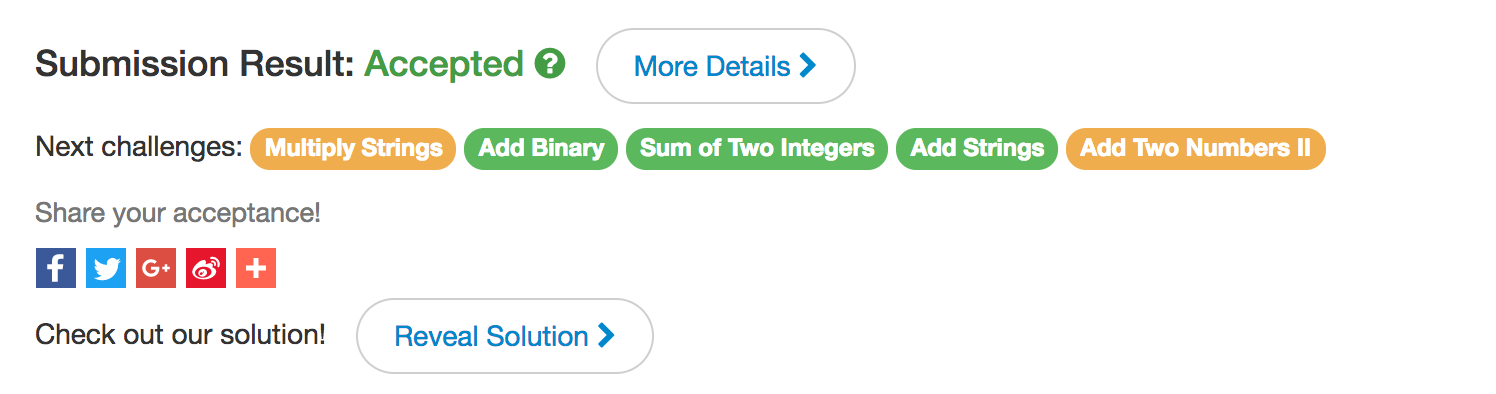 Submission Result: Accepted ? More Details
Next challenges: Multiply Strings Add Binary Sum of Two Integers Add Strings Add Two Numbers II
Share your acceptance!
f G+ +
Check out our solution! Reveal Solution